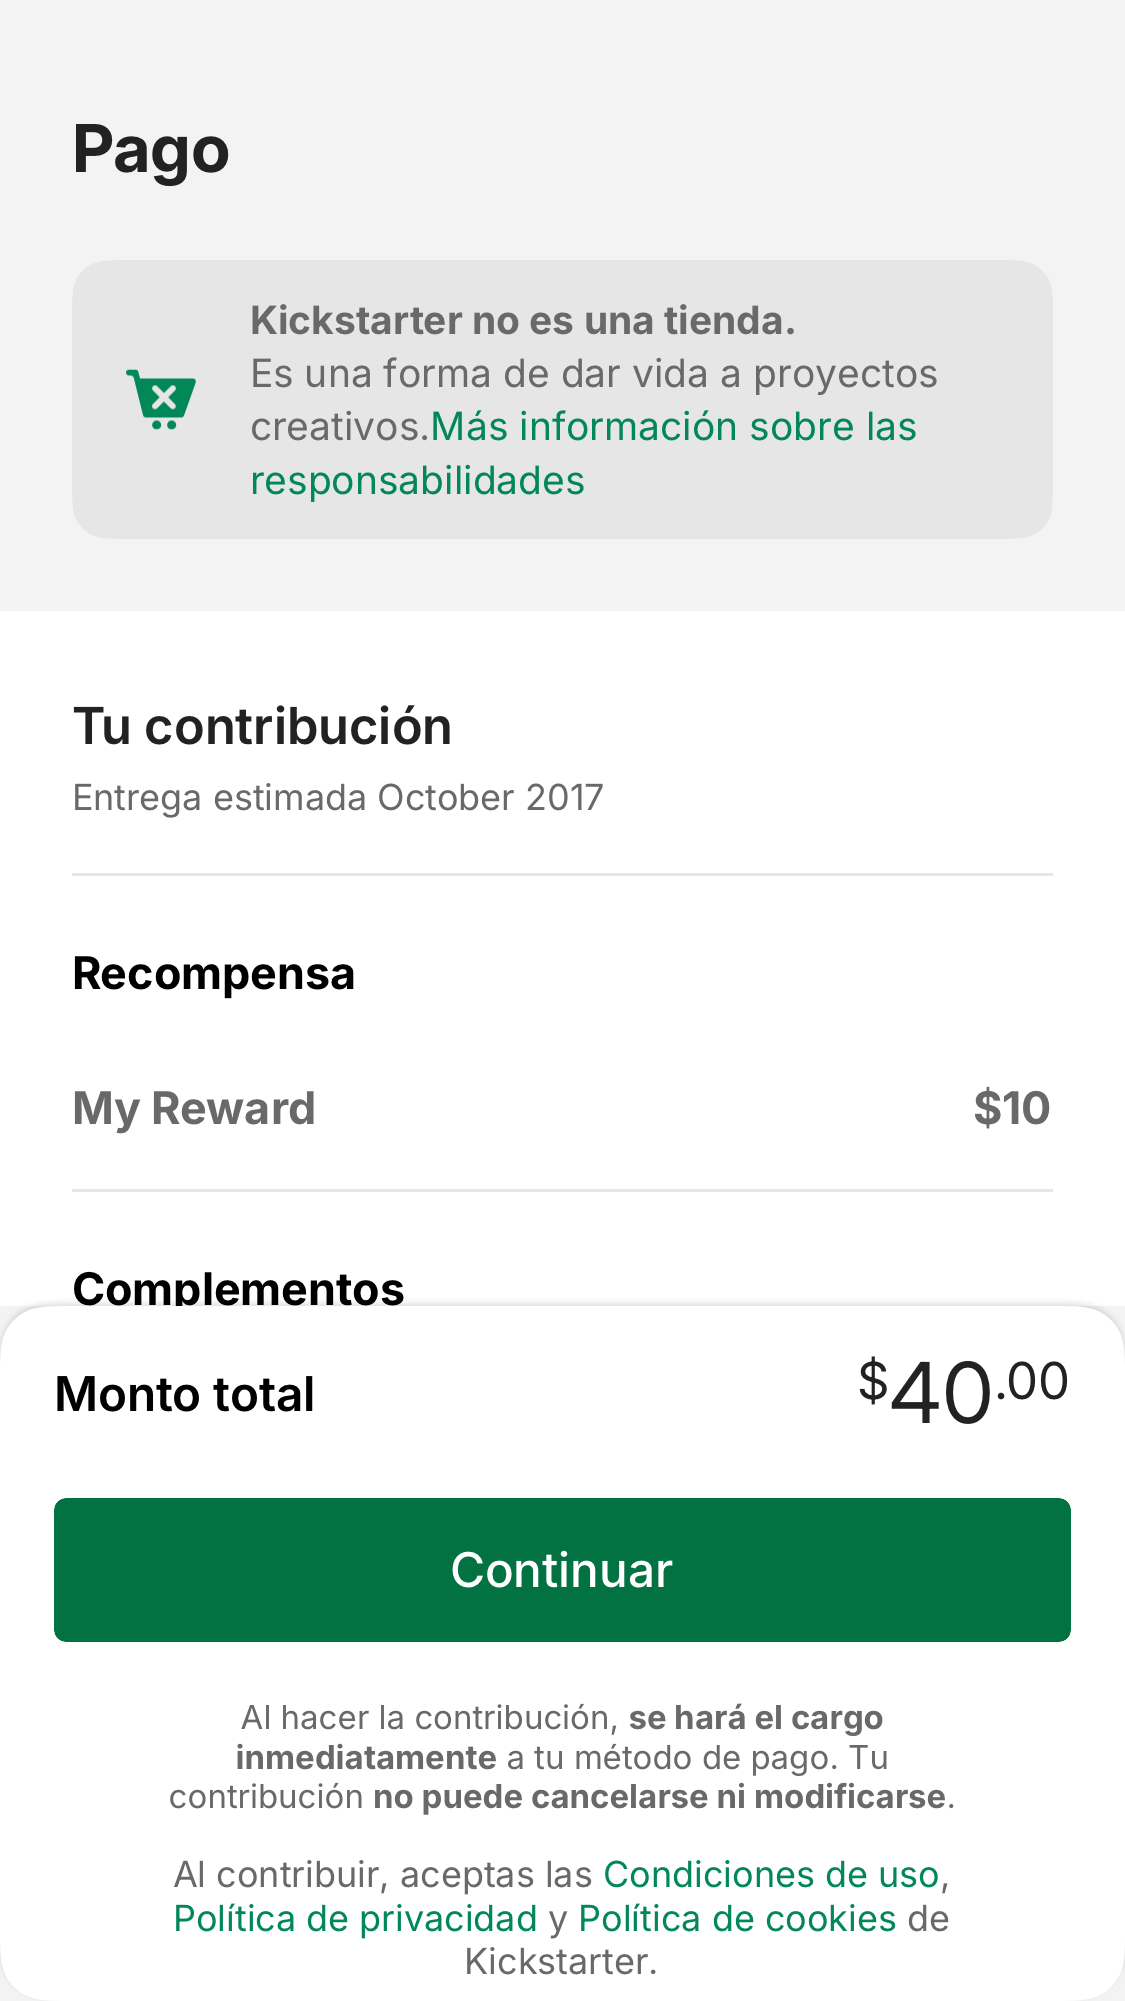 Pago
Kickstarter no es una tienda.
Es una forma de dar vida a proyectos
creativos.Más información sobre las
responsabilidades
Tu contribución
Entrega estimada October 2017
Recompensa
My Reward $10
Complementos
Monto total $40.00
Continuar
Al hacer la contribución, se hará el cargo
inmediatamente a tu método de pago. Tu
contribución no puede cancelarse ni modificarse.
Al contribuir, aceptas las Condiciones de uso,
Política de privacidad y Política de cookies de
Kickstarter.